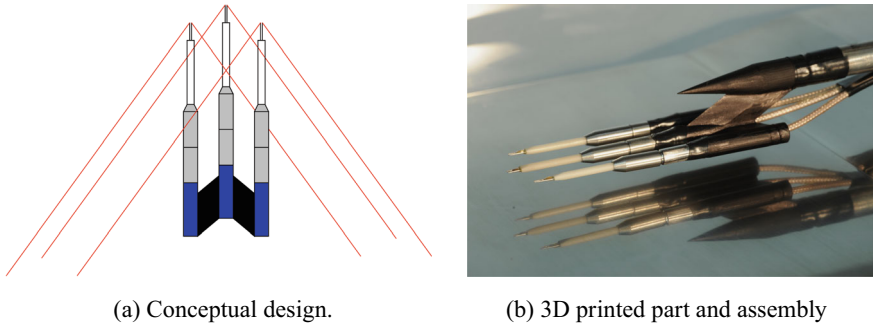 (a) Conceptual design.
(b) 3D printed part and assembly